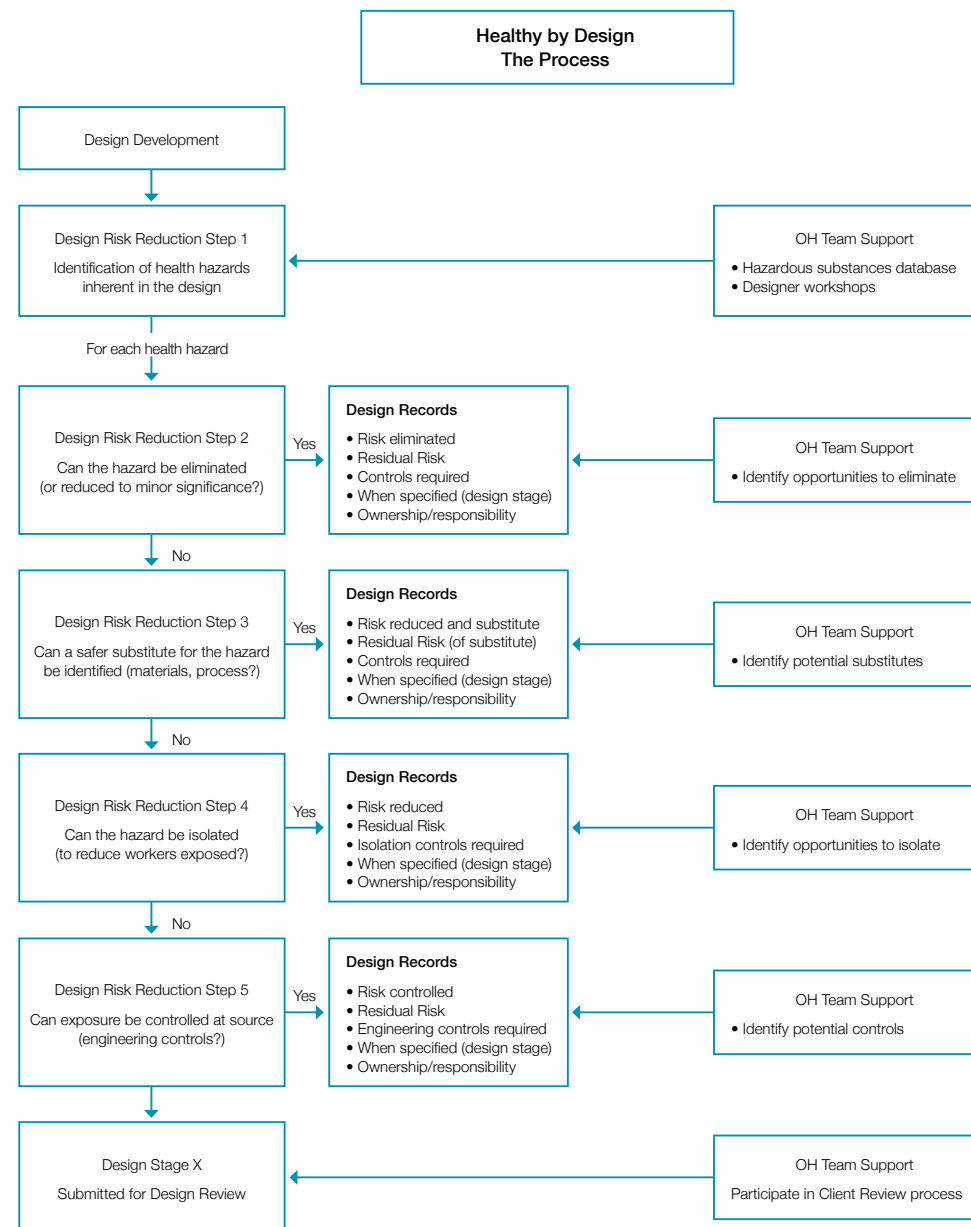 Healthy by Design
The Process
Design Development
Design Risk Reduction Step 1
Identification of health hazards
inherent in the design
OH Team Support
• Hazardous substances database
• Designer workshops
For each health hazard
Design Risk Reduction Step 2
Can the hazard be eliminated
(or reduced to minor significance?)
Yes
Design Records
• Risk eliminated
• Residual Risk
• Controls required
• When specified (design stage)
• Ownership/responsibility
OH Team Support
• Identify opportunities to eliminate
No
Design Risk Reduction Step 3
Can a safer substitute for the hazard
be identified (materials, process?)
Yes
Design Records
• Risk reduced and substitute
• Residual Risk (of substitute)
• Controls required
• When specified (design stage)
• Ownership/responsibility
OH Team Support
• Identify potential substitutes
No
Design Risk Reduction Step 4
Can the hazard be isolated
(to reduce workers exposed?)
Yes
Design Records
• Risk reduced
• Residual Risk
• Isolation controls required
• When specified (design stage)
• Ownership/responsibility
OH Team Support
• Identify opportunities to isolate
No
Design Risk Reduction Step 5
Can exposure be controlled at source
(engineering controls?)
Yes
Design Records
• Risk controlled
• Residual Risk
• Engineering controls required
• When specified (design stage)
• Ownership/responsibility
OH Team Support
• Identify potential controls
Design Stage X
Submitted for Design Review
OH Team Support
Participate in Client Review process